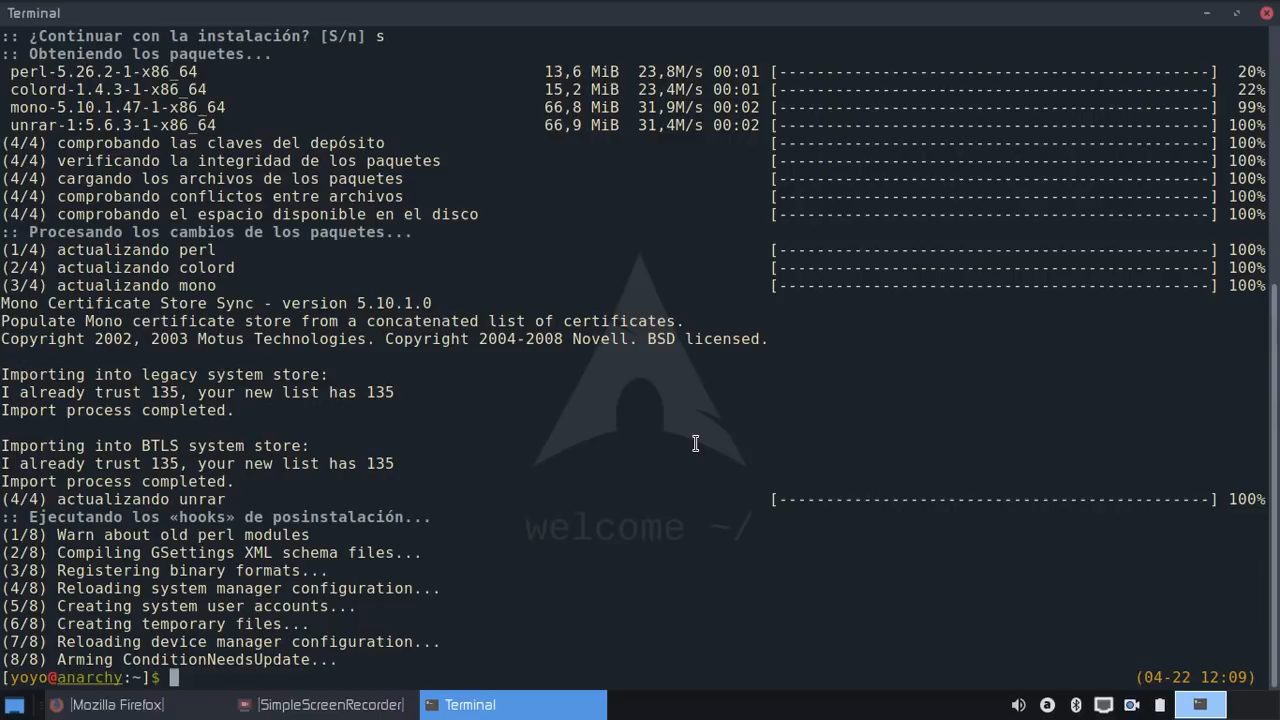 Terminal
:: ¿Continuar con la instalación? [S/n] s
:: Obteniendo los paquetes...
perl-5.26.2-1-x86_64 13,6 MiB 23,8M/s 00:01 [----------------------------------------------] 20%
colord-1.4.3-1-x86_64 15,2 MiB 23,4M/s 00:01 [----------------------------------------------] 22%
mono-5.10.1.47-1-x86_64 66,8 MiB 31,9M/s 00:02 [----------------------------------------------] 99%
unrar-1:5.6.3-1-x86_64 66,9 MiB 31,4M/s 00:02 [----------------------------------------------] 100%
(4/4) comprobando las claves del depósito [----------------------------------------------] 100%
(4/4) verificando la integridad de los paquetes [----------------------------------------------] 100%
(4/4) cargando los archivos de los paquetes [----------------------------------------------] 100%
(4/4) comprobando conflictos entre archivos [----------------------------------------------] 100%
(4/4) comprobando el espacio disponible en el disco [----------------------------------------------] 100%
:: Procesando los cambios de los paquetes...
(1/4) actualizando perl [----------------------------------------------] 100%
(2/4) actualizando colord [----------------------------------------------] 100%
(3/4) actualizando mono [----------------------------------------------] 100%
Mono Certificate Store Sync - version 5.10.1.0
Populate Mono certificate store from a concatenated list of certificates.
Copyright 2002, 2003 Motus Technologies. Copyright 2004-2008 Novell. BSD licensed.
Importing into legacy system store:
I already trust 135, your new list has 135
Import process completed.
Importing into BTLS system store:
I already trust 135, your new list has 135
Import process completed.
(4/4) actualizando unrar [----------------------------------------------] 100%
:: Ejecutando los «hooks» de posinstalación...
welcome ~/
(1/8) Warn about old perl modules
(2/8) Compiling GSettings XML schema files...
(3/8) Registering binary formats...
(4/8) Reloading system manager configuration...
(5/8) Creating system user accounts...
(6/8) Creating temporary files...
(7/8) Reloading device manager configuration...
(8/8) Arming ConditionNeedsUpdate...
[yoyo@anarchy:~]$ (04-22 12:09)
|Mozilla Firefox| |SimpleScreenRecorder| Terminal